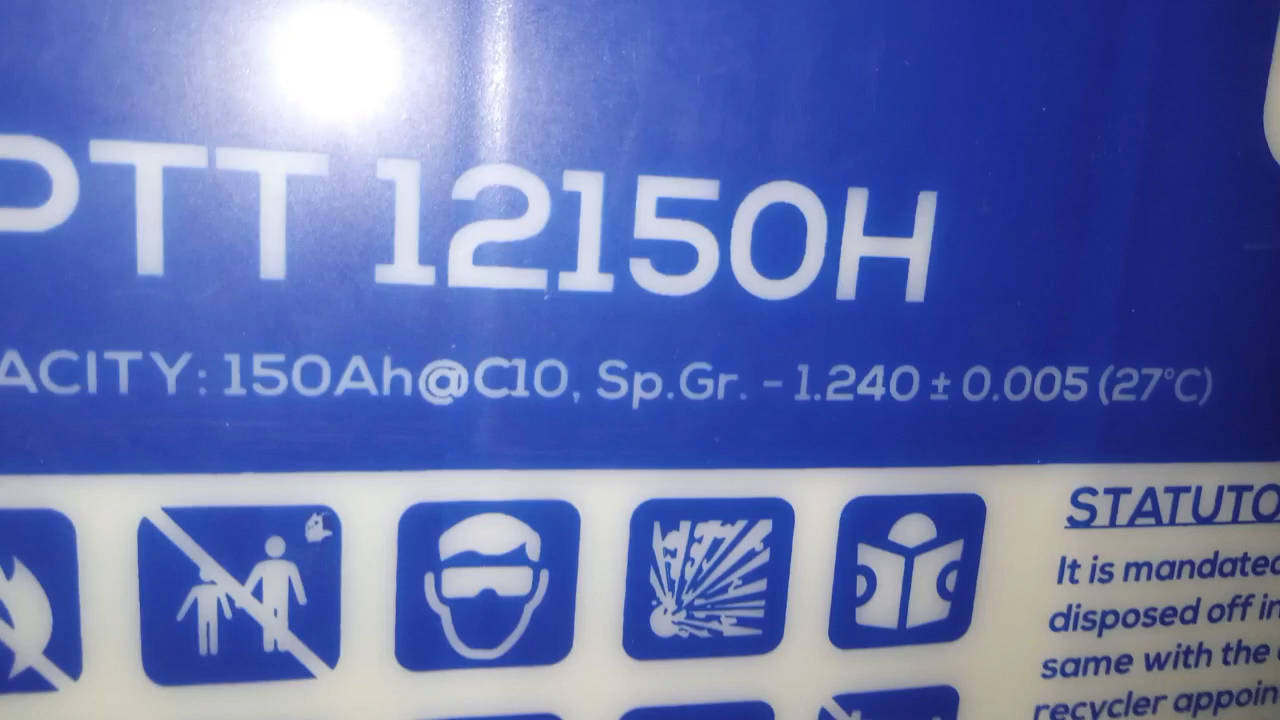 PTT 12150H
ACITY: 150Ah@C10, Sp.Gr. - 1.240 ± 0.005 (27°C)
STATUTO
It is mandated
disposed off in
same with the
recycler appoin